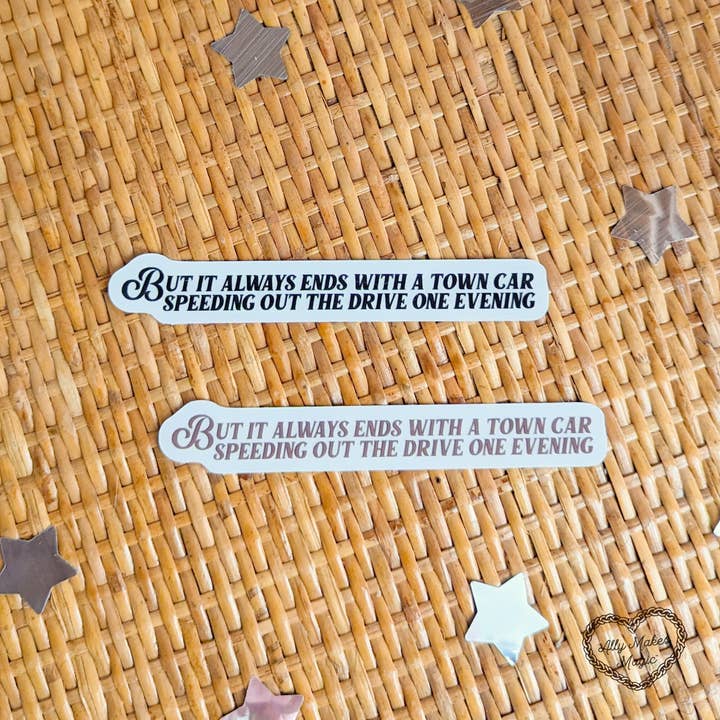 BUT IT ALWAYS ENDS WITH A TOWN CAR
SPEEDING OUT THE DRIVE ONE EVENING
BUT IT ALWAYS ENDS WITH A TOWN CAR
SPEEDING OUT THE DRIVE ONE EVENING
Ally Makes
Magic